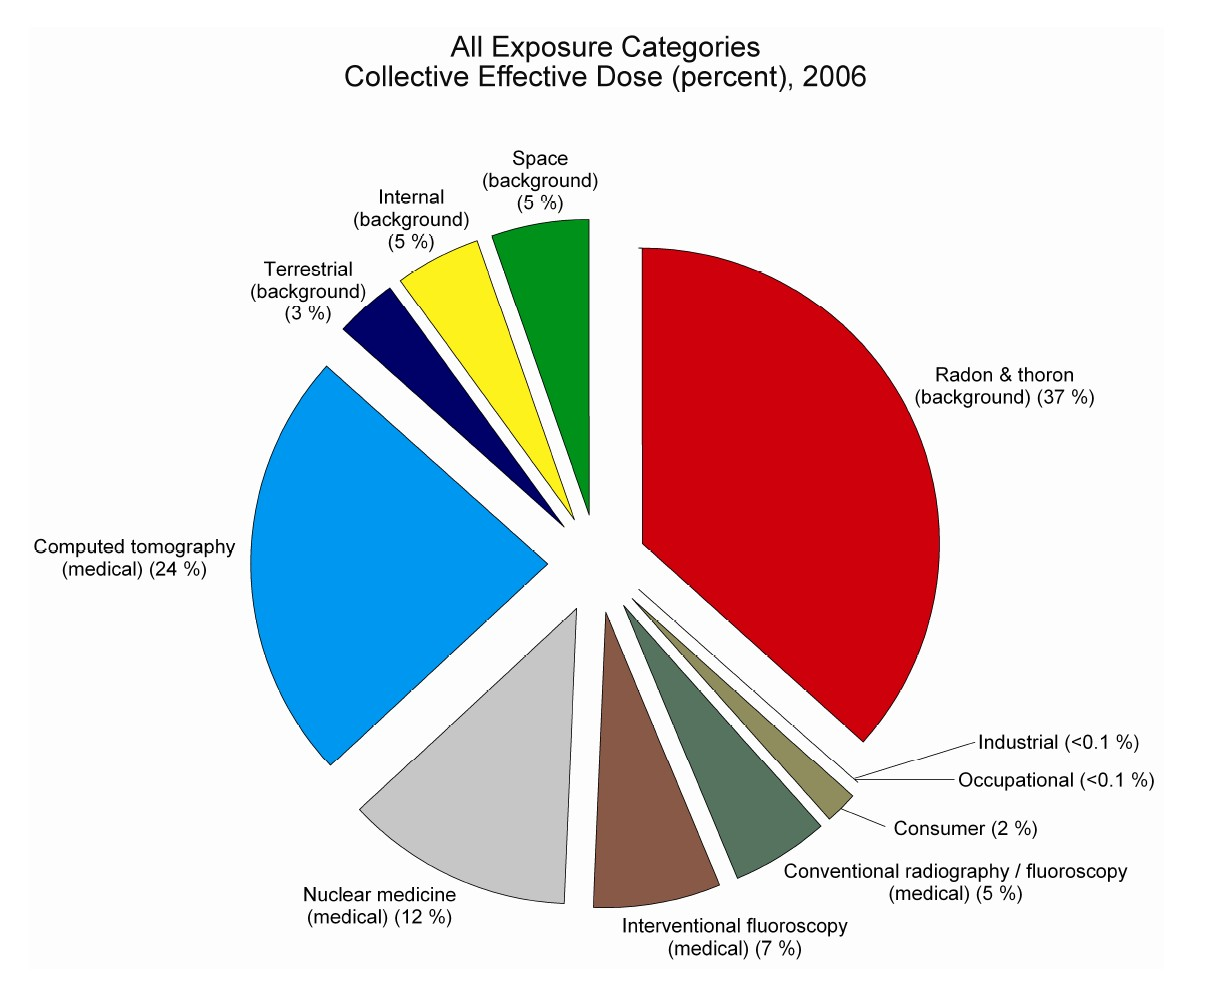 All Exposure Categories
Collective Effective Dose (percent), 2006
Space
(background)
(5 %)
Internal
(background)
(5 %)
Terrestrial
(background)
(3 %)
Radon & thoron
(background) (37 %)
Computed tomography
(medical) (24 %)
Industrial (<0.1 %)
Occupational (<0.1 %)
Consumer (2 %)
Conventional radiography / fluoroscopy
(medical) (5 %)
Nuclear medicine
(medical) (12 %)
Interventional fluoroscopy
(medical) (7 %)